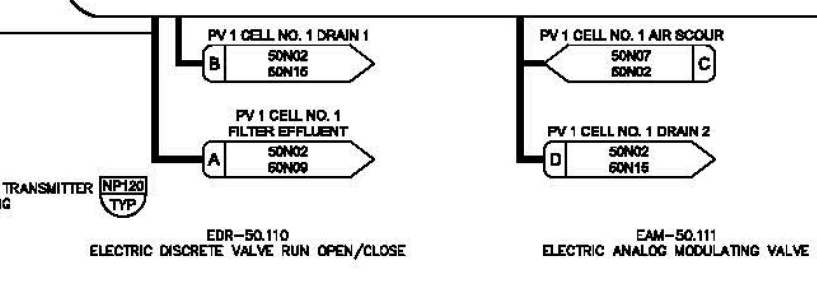 PV 1 CELL NO. 1 DRAIN 1
B
50N02
50N15
PV 1 CELL NO. 1 AIR SCOUR
50N07
50N02
C
PV 1 CELL NO. 1
FILTER EFFLUENT
A
50N02
50N09
PV 1 CELL NO. 1 DRAIN 2
D
50N02
50N15
TRANSMITTER
NP120
TYP
EDR-50.110
ELECTRIC DISCRETE VALVE RUN OPEN/CLOSE
EAM-50.111
ELECTRIC ANALOG MODULATING VALVE